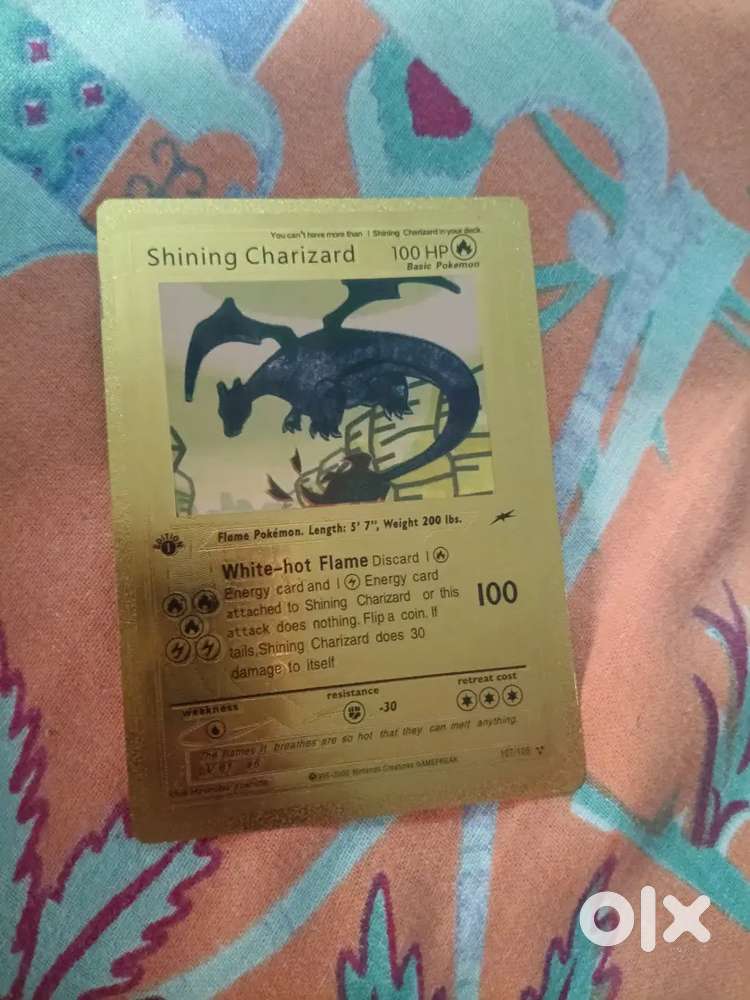 You can't have more than 1 Shining Charizard in your deck.
Shining Charizard 100 HP
Basic Pokémon
EDITION
1
Flame Pokémon. Length: 5' 7", Weight 200 lbs.
White-hot Flame Discard 1
Energy card and 1 Energy card
attached to Shining Charizard or this
attack does nothing. Flip a coin. If
tails,Shining Charizard does 30
damage to itself
100
weakness
resistance
-30
retreat cost
The flames it breathes are so hot that they can melt anything.
Nintendo Creatures GAMEFREAK
olx